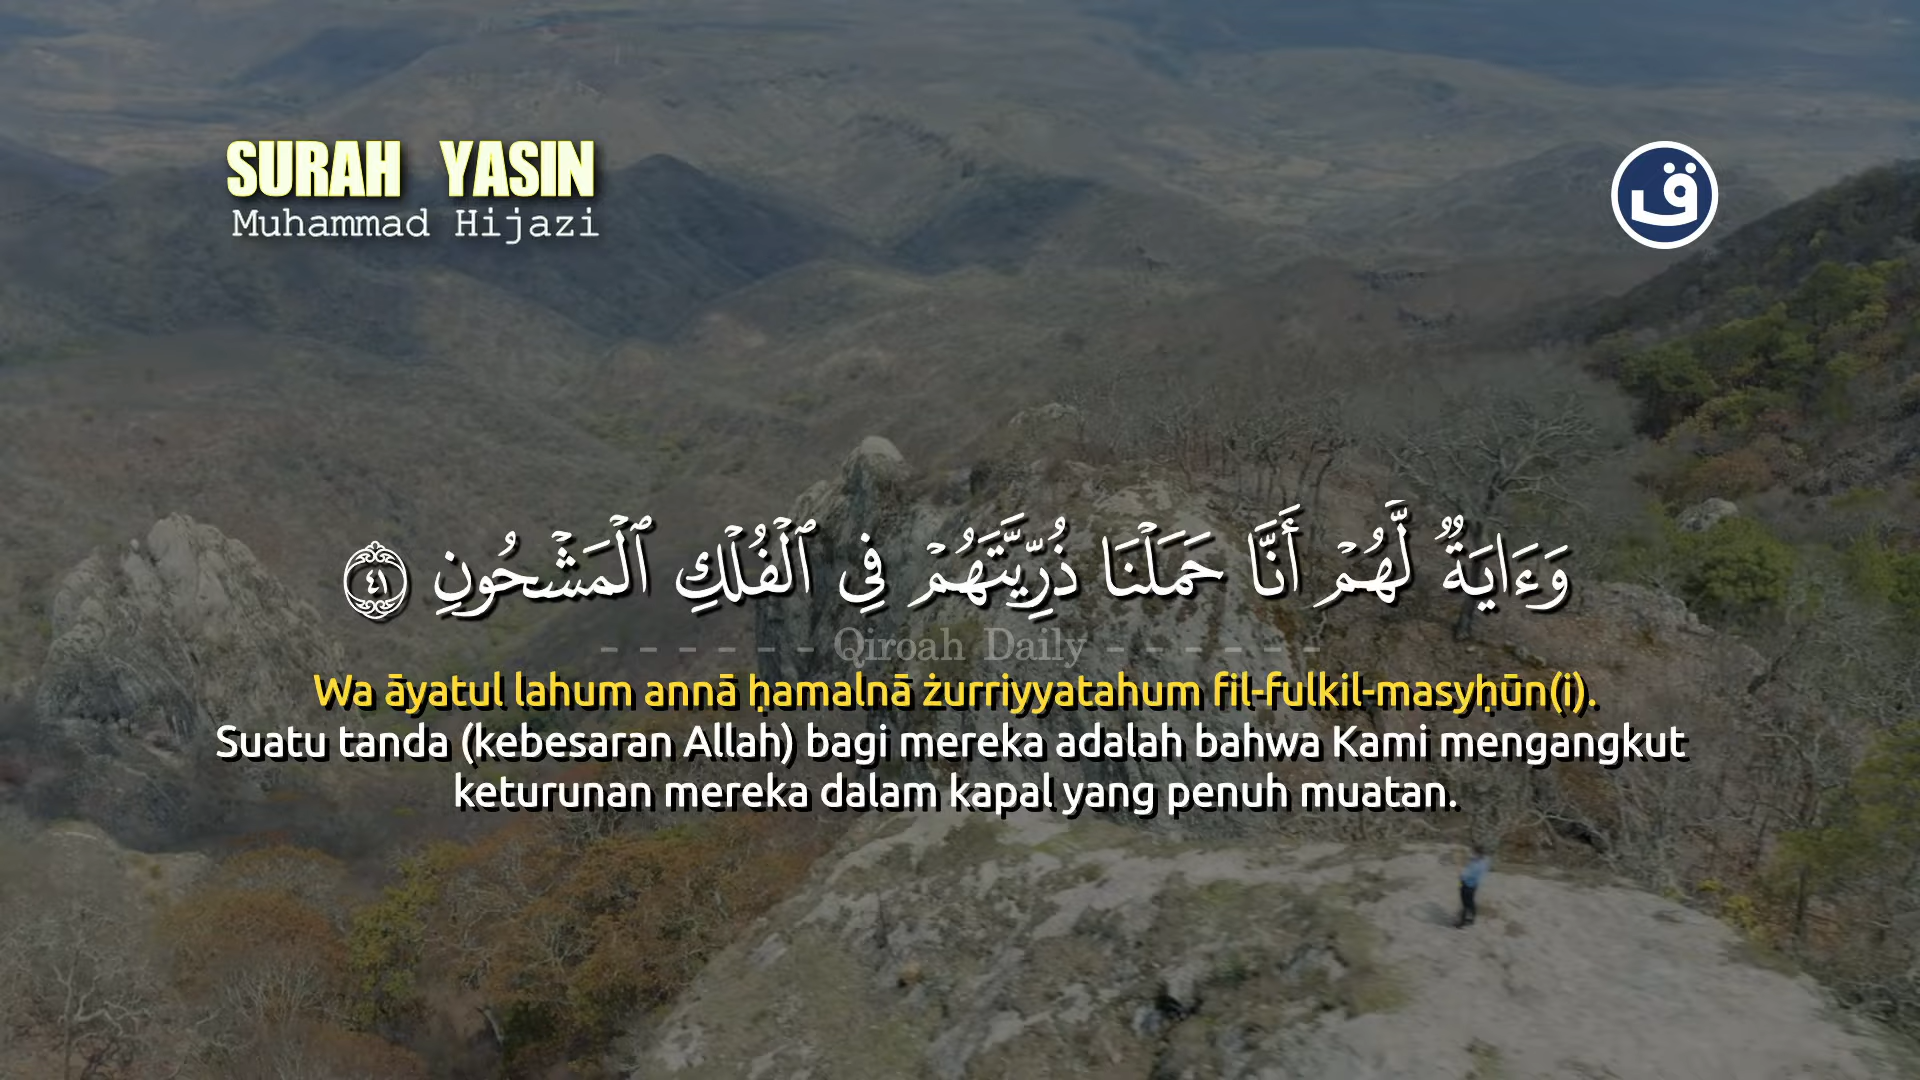 SURAH YASIN
Muhammad Hijazi
ق
وَءَايَةٌ لَّهُمْ أَنَّا حَمَلْنَا ذُرِّيَّتَهُمْ فِى ٱلْفُلْكِ ٱلْمَشْحُونِ ٤١
- - - - - - Qiroah Daily - - - - - -
Wa āyatul lahum annā ḥamalnā żurriyyatahum fil-fulkil-masyḥūn(i).
Suatu tanda (kebesaran Allah) bagi mereka adalah bahwa Kami mengangkut
keturunan mereka dalam kapal yang penuh muatan.